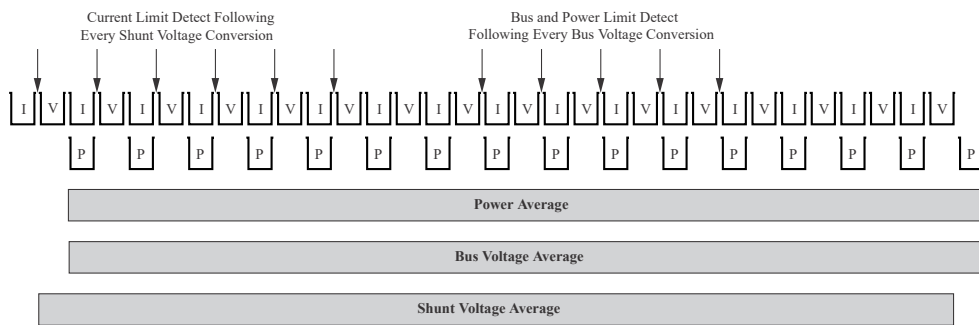 Current Limit Detect Following
Every Shunt Voltage Conversion
Bus and Power Limit Detect
Following Every Bus Voltage Conversion
I V I V I V I V I V I V I V I V I V I V I V I V I V I V I V I V
P P P P P P P P P P P P P P P P
Power Average
Bus Voltage Average
Shunt Voltage Average